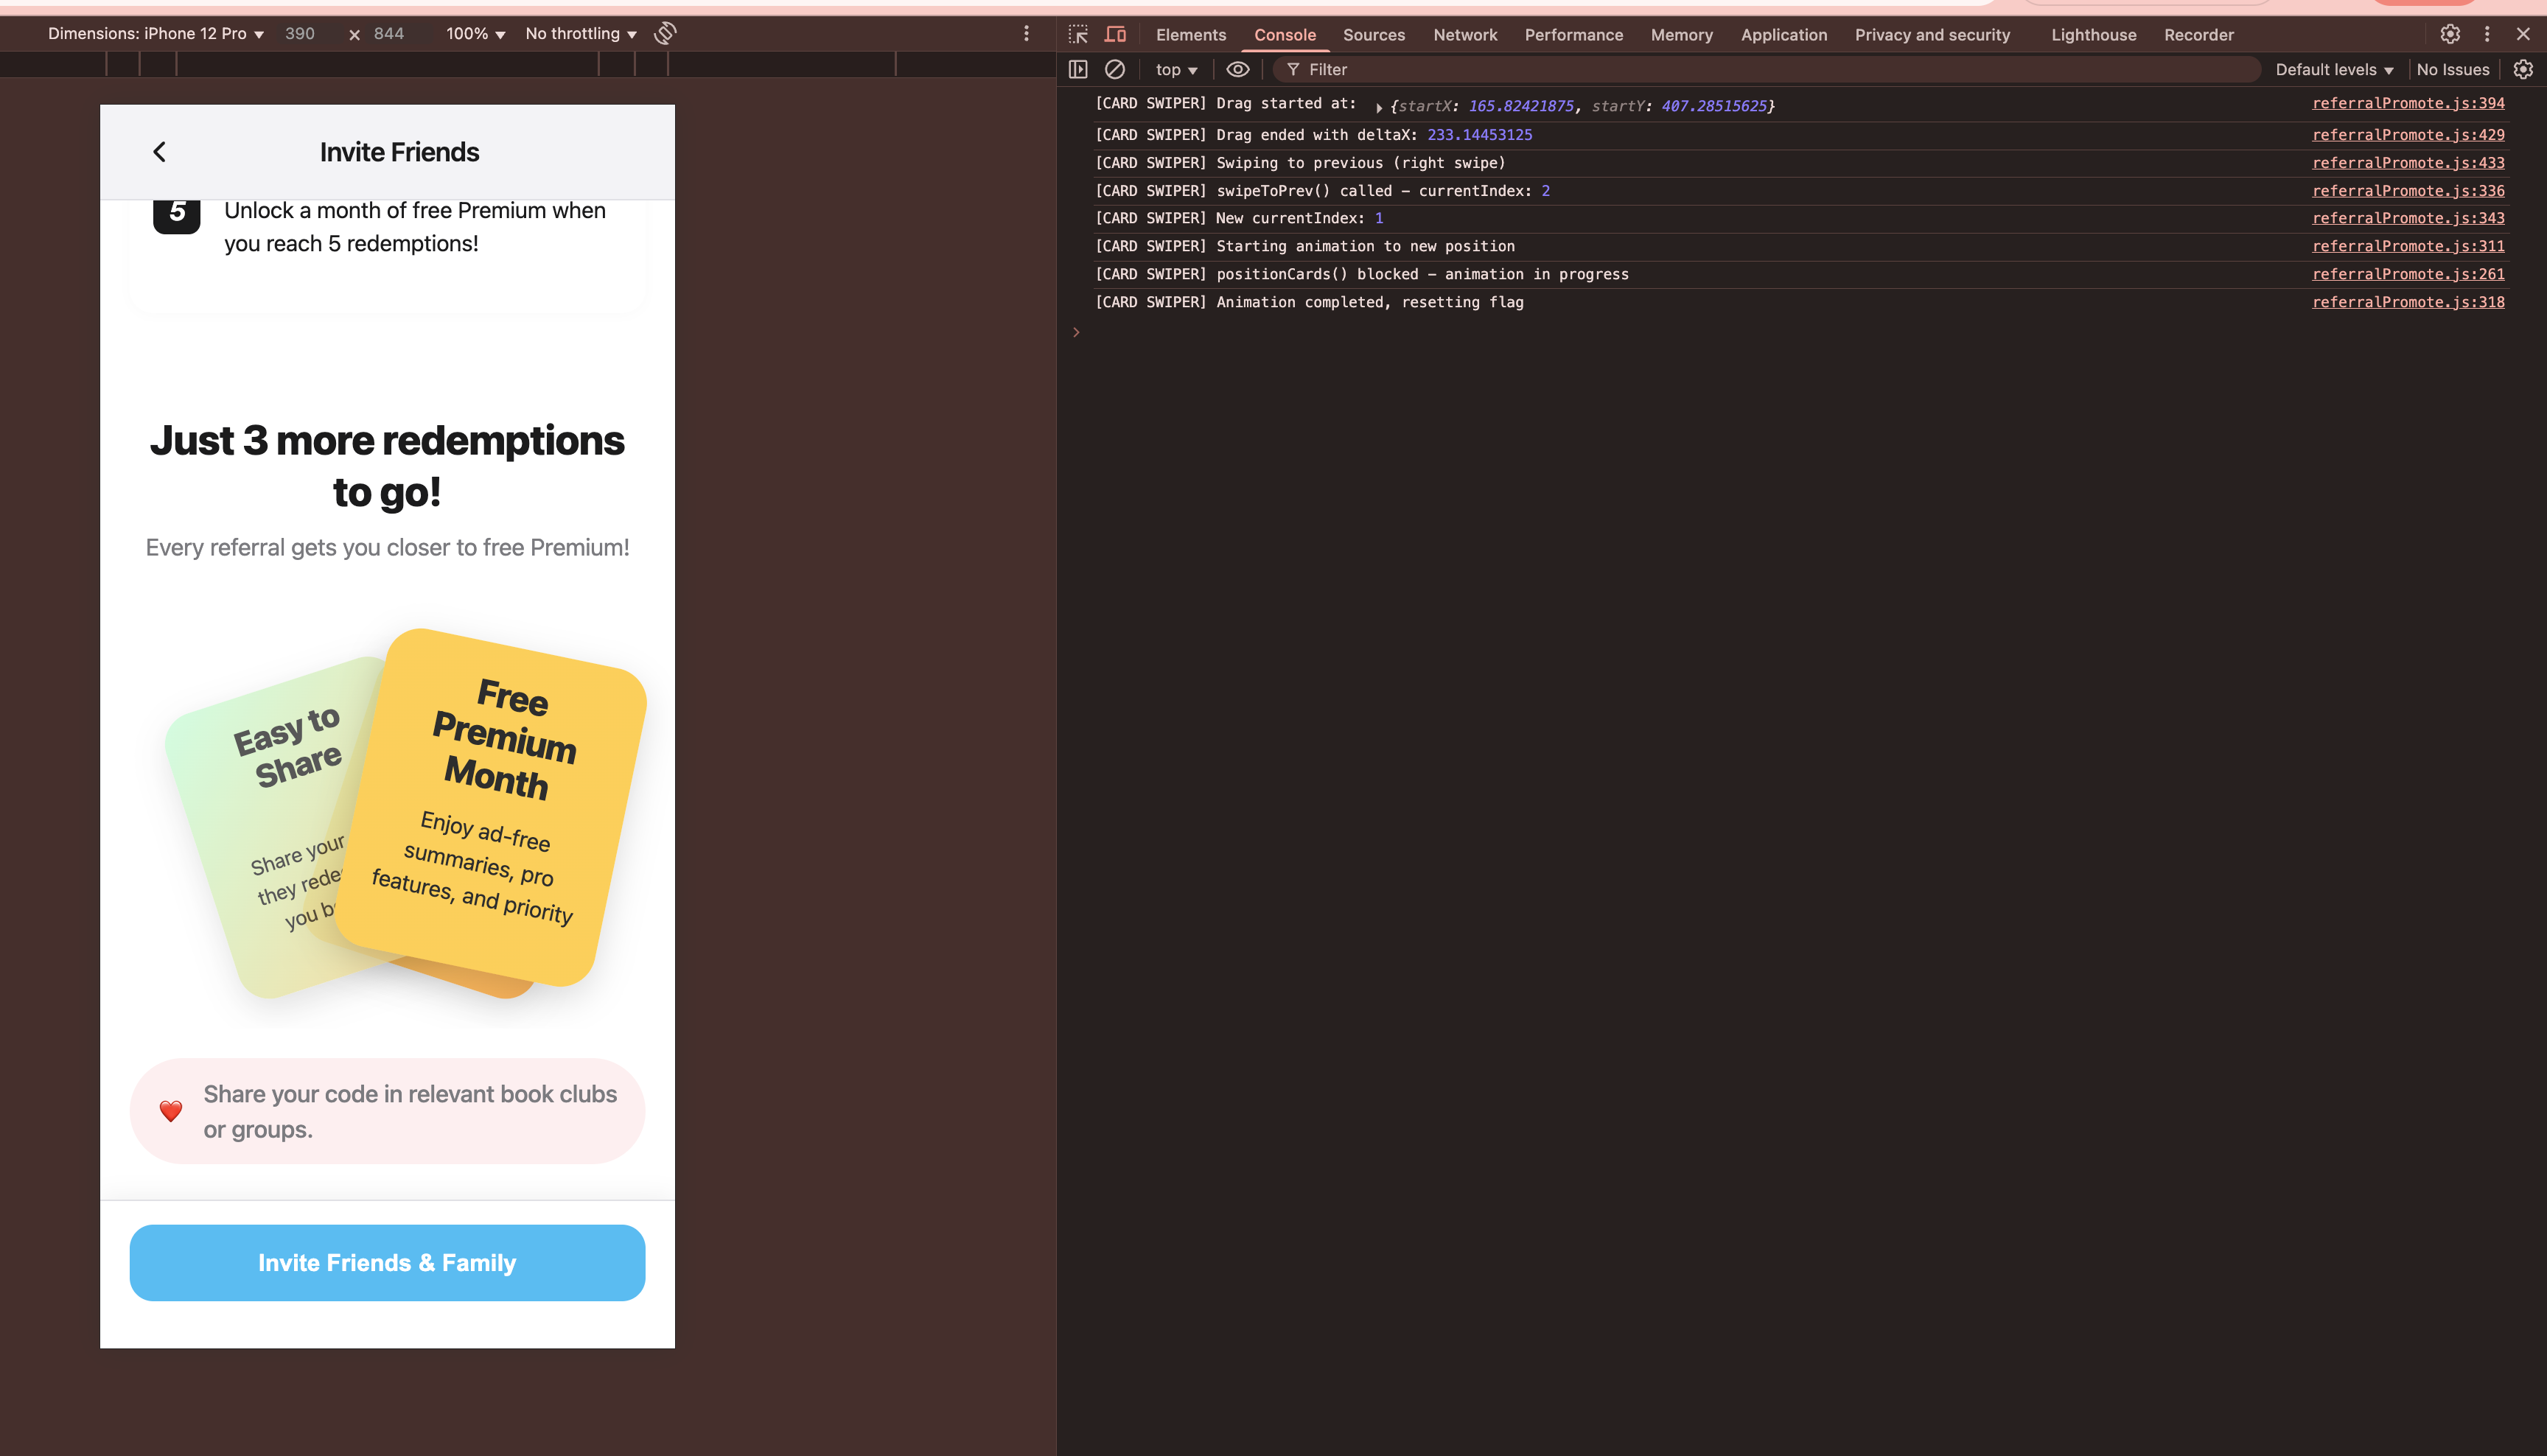 Dimensions: iPhone 12 Pro ▼ 390 × 844 100% ▼ No throttling ▼
Elements Console Sources Network Performance Memory Application Privacy and security Lighthouse Recorder
top ▼ Filter Default levels ▼ No Issues
Invite Friends
5
Unlock a month of free Premium when
you reach 5 redemptions!
Just 3 more redemptions
to go!
Every referral gets you closer to free Premium!
Easy to
Share
Share your
they rede
you b
Free
Premium
Month
Enjoy ad-free
summaries, pro
features, and priority
❤️ Share your code in relevant book clubs
or groups.
Invite Friends & Family
[CARD SWIPER] Drag started at: ▶ {startX: 165.82421875, startY: 407.28515625} referralPromote.js:394
[CARD SWIPER] Drag ended with deltaX: 233.14453125 referralPromote.js:429
[CARD SWIPER] Swiping to previous (right swipe) referralPromote.js:433
[CARD SWIPER] swipeToPrev() called – currentIndex: 2 referralPromote.js:336
[CARD SWIPER] New currentIndex: 1 referralPromote.js:343
[CARD SWIPER] Starting animation to new position referralPromote.js:311
[CARD SWIPER] positionCards() blocked – animation in progress referralPromote.js:261
[CARD SWIPER] Animation completed, resetting flag referralPromote.js:318